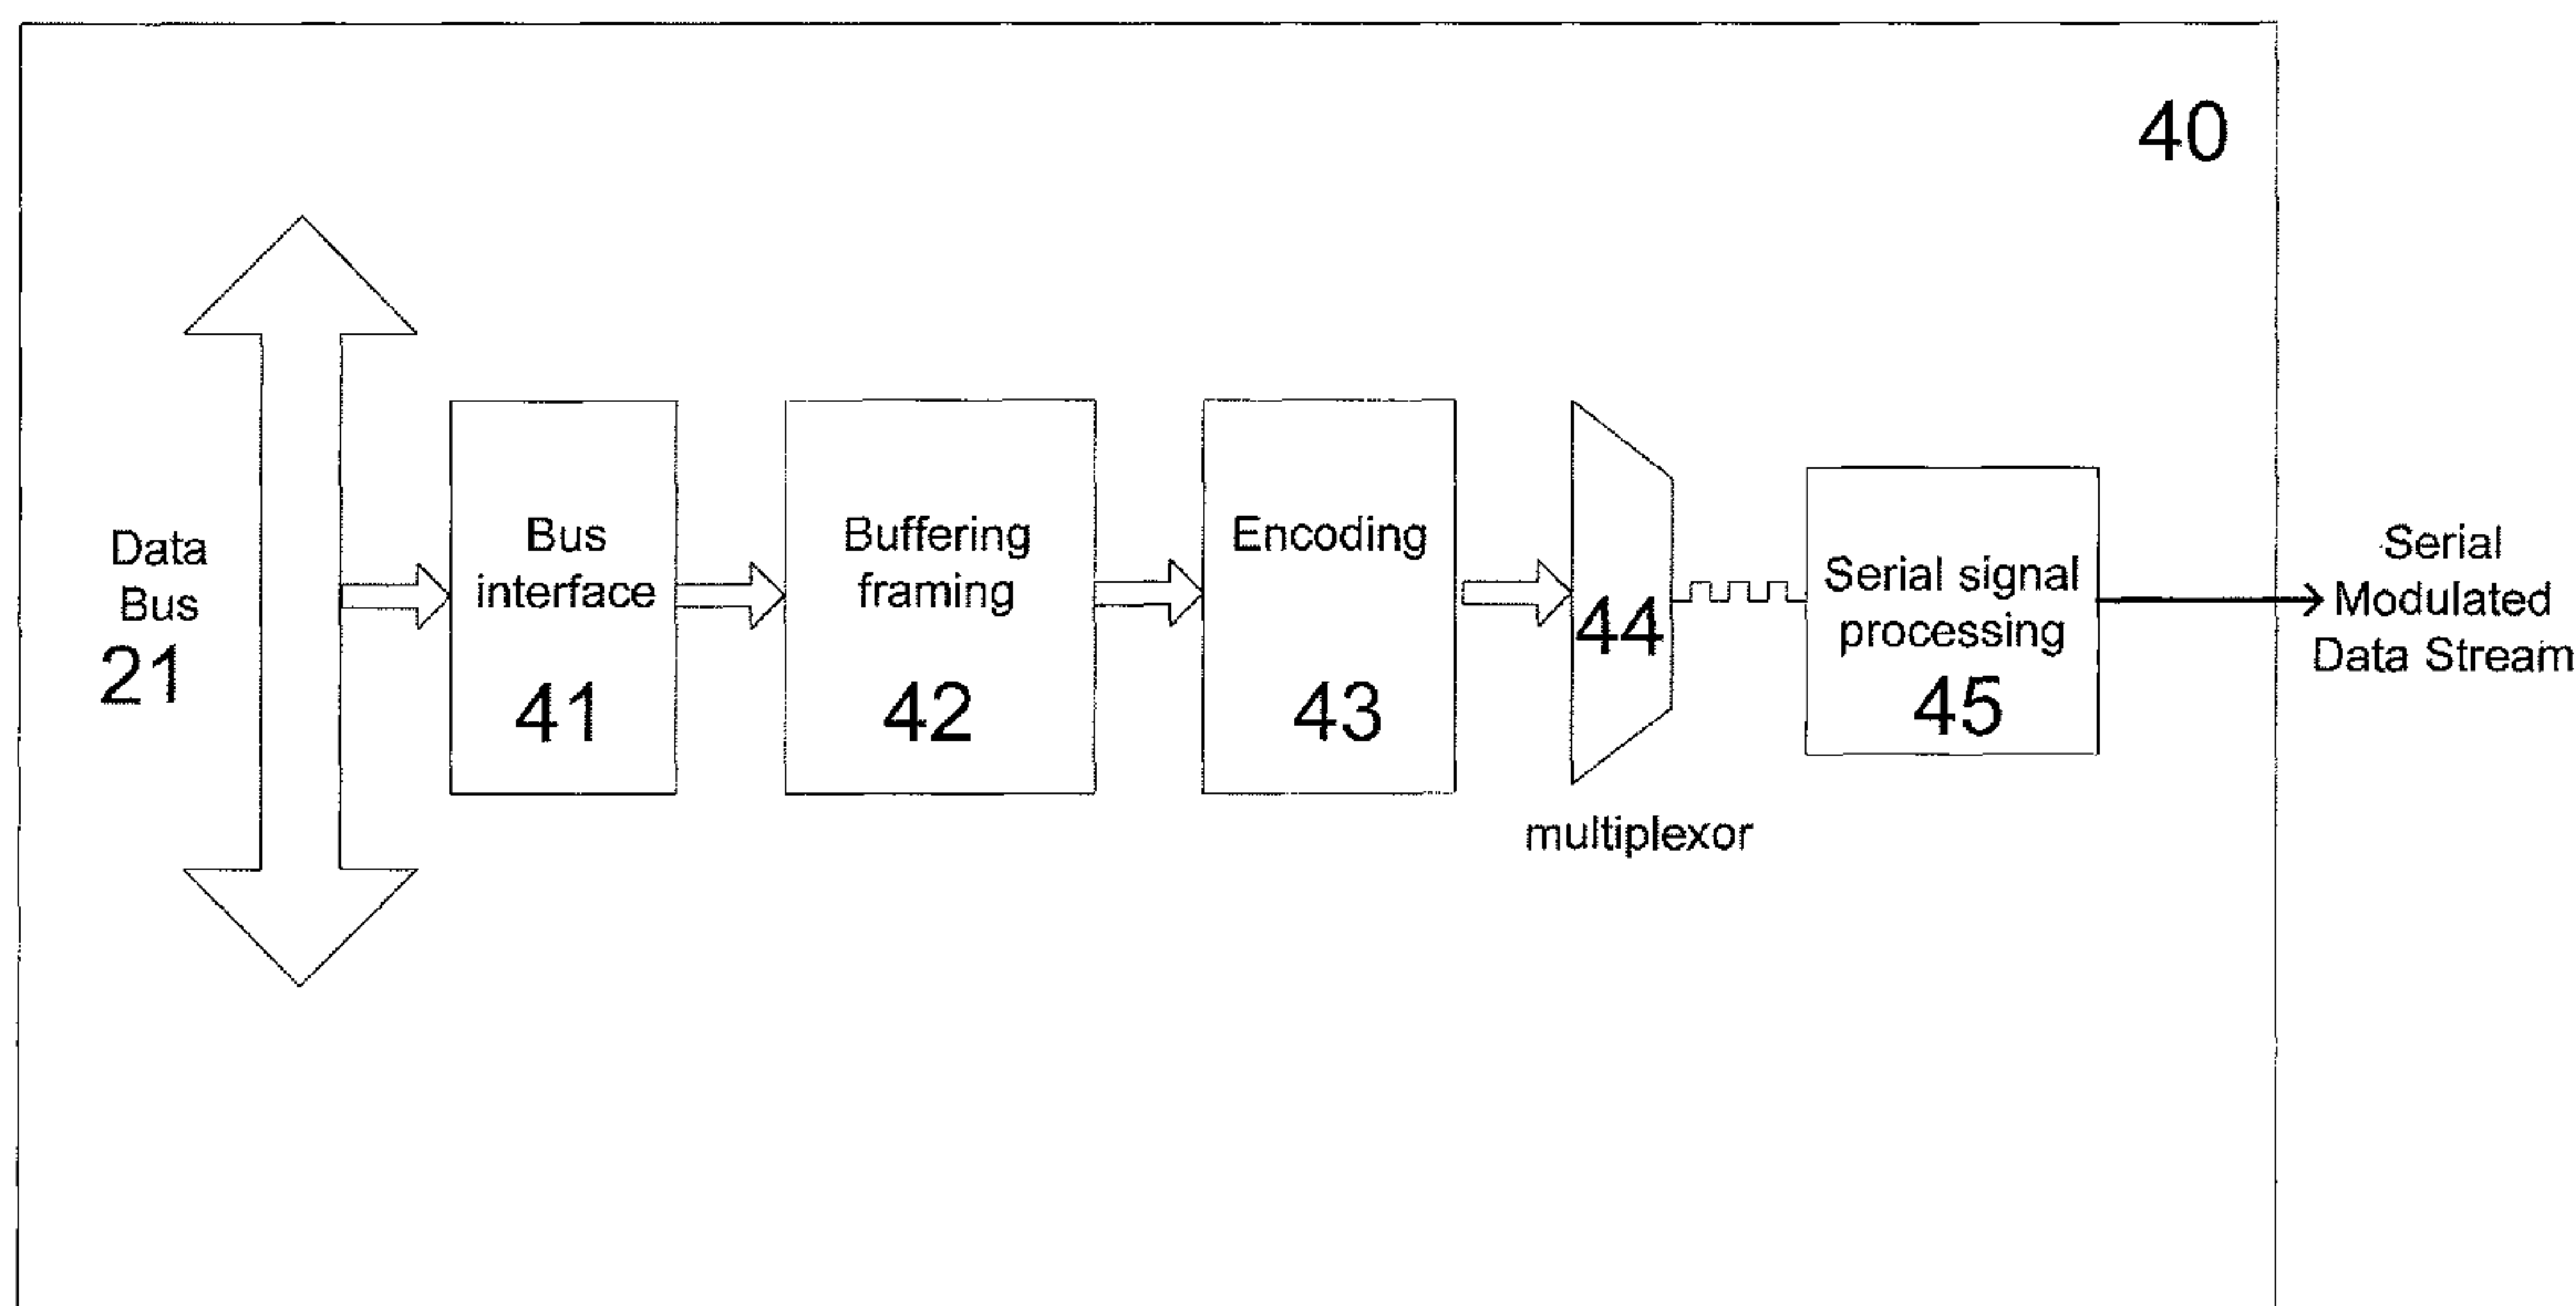 40
Data
Bus
21
Bus
interface
41
Buffering
framing
42
Encoding
43
44
multiplexor
Serial signal
processing
45
Serial
Modulated
Data Stream